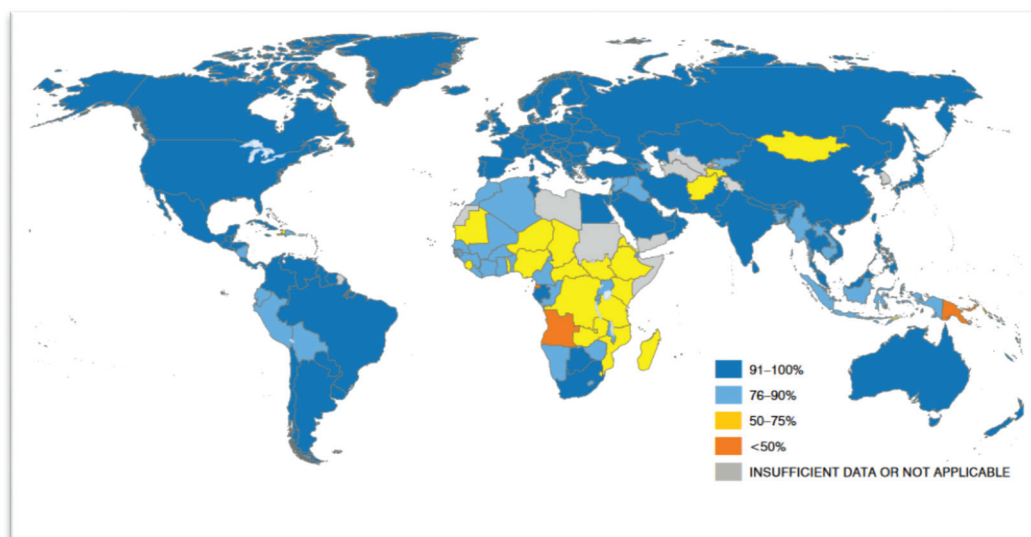 91–100%
76–90%
50–75%
<50%
INSUFFICIENT DATA OR NOT APPLICABLE